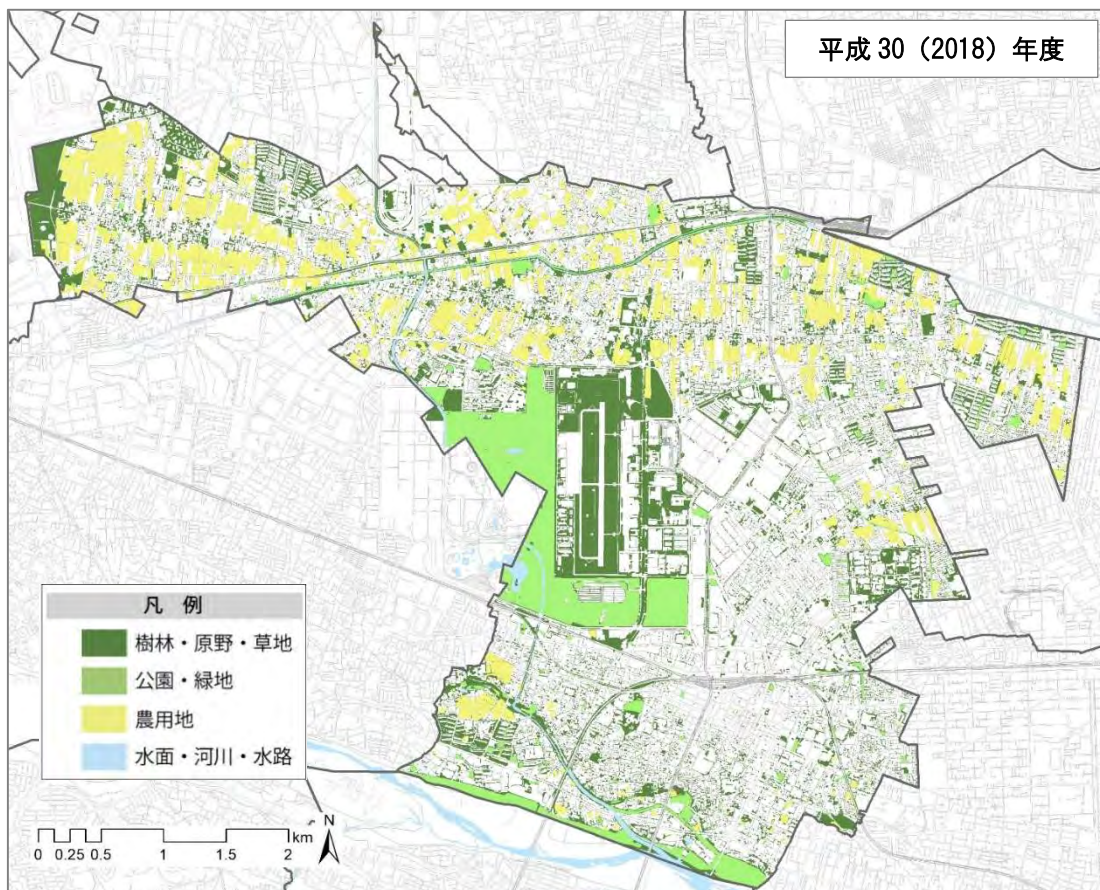 平成 30（2018）年度
凡 例
樹林・原野・草地
公園・緑地
農用地
水面・河川・水路
0 0.25 0.5 1 1.5 2 km
N